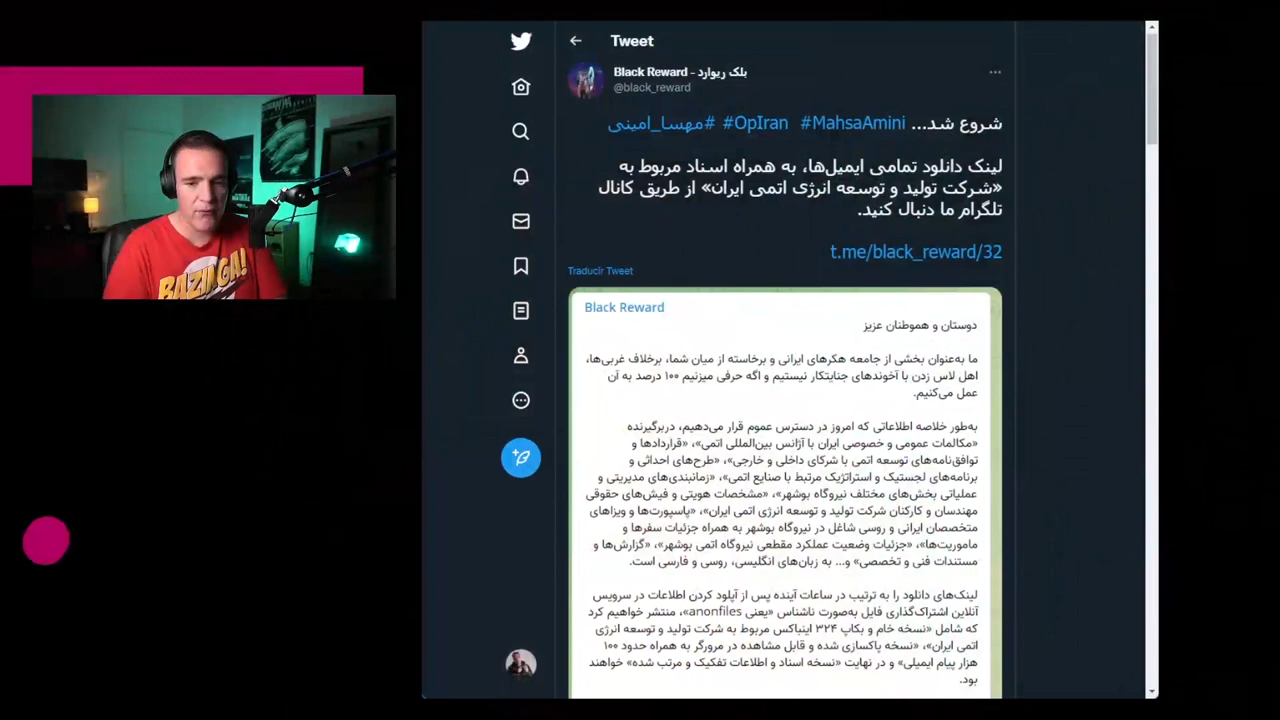 Tweet
Black Reward - بلک ریوارد
@black_reward
شروع شد... #MahsaAmini #OpIran #مهسا_امینی
لینک دانلود تمامی ایمیل‌ها، به همراه اسناد مربوط به
«شرکت تولید و توسعه انرژی اتمی ایران» از طریق کانال
تلگرام ما دنبال کنید.
t.me/black_reward/32
Traducir Tweet
Black Reward
دوستان و هموطنان عزیز
ما به‌عنوان بخشی از جامعه هکرهای ایرانی و برخاسته از میان شما، برخلاف غربی‌ها،
اهل لاس زدن با آخوندهای جنایتکار نیستیم و اگه حرفی میزنیم ۱۰۰ درصد به آن
عمل می‌کنیم.
به‌طور خلاصه اطلاعاتی که امروز در دسترس عموم قرار می‌دهیم، دربرگیرنده
«مکالمات عمومی و خصوصی ایران با آژانس بین‌المللی اتمی»، «قراردادها و
توافق‌نامه‌های توسعه اتمی با شرکای داخلی و خارجی»، «طرح‌های احداثی و
برنامه‌های لجستیک و استراتژیک مرتبط با صنایع اتمی»، «زمانبندی‌های مدیریتی و
عملیاتی بخش‌های مختلف نیروگاه بوشهر»، «مشخصات هویتی و فیش‌های حقوقی
مهندسان و کارکنان شرکت تولید و توسعه انرژی اتمی ایران»، «پاسپورت‌ها و ویزاهای
متخصصان ایرانی و روسی شاغل در نیروگاه بوشهر به همراه جزئیات سفرها و
ماموریت‌ها»، «جزئیات وضعیت عملکرد مقطعی نیروگاه اتمی بوشهر»، «گزارش‌ها و
مستندات فنی و تخصصی» و... به زبان‌های انگلیسی، روسی و فارسی است.
لینک‌های دانلود را به ترتیب در ساعات آینده پس از آپلود کردن اطلاعات در سرویس
آنلاین اشتراک‌گذاری فایل به‌صورت ناشناس «یعنی anonfiles»، منتشر خواهیم کرد
که شامل «نسخه خام و بکاپ ۳۲۴ اینباکس مربوط به شرکت تولید و توسعه انرژی
اتمی ایران»، «نسخه پاکسازی شده و قابل مشاهده در مرورگر به همراه حدود ۱۰۰
هزار پیام ایمیلی» و در نهایت «نسخه اسناد و اطلاعات تفکیک و مرتب شده» خواهند
بود.
BAZINGA!